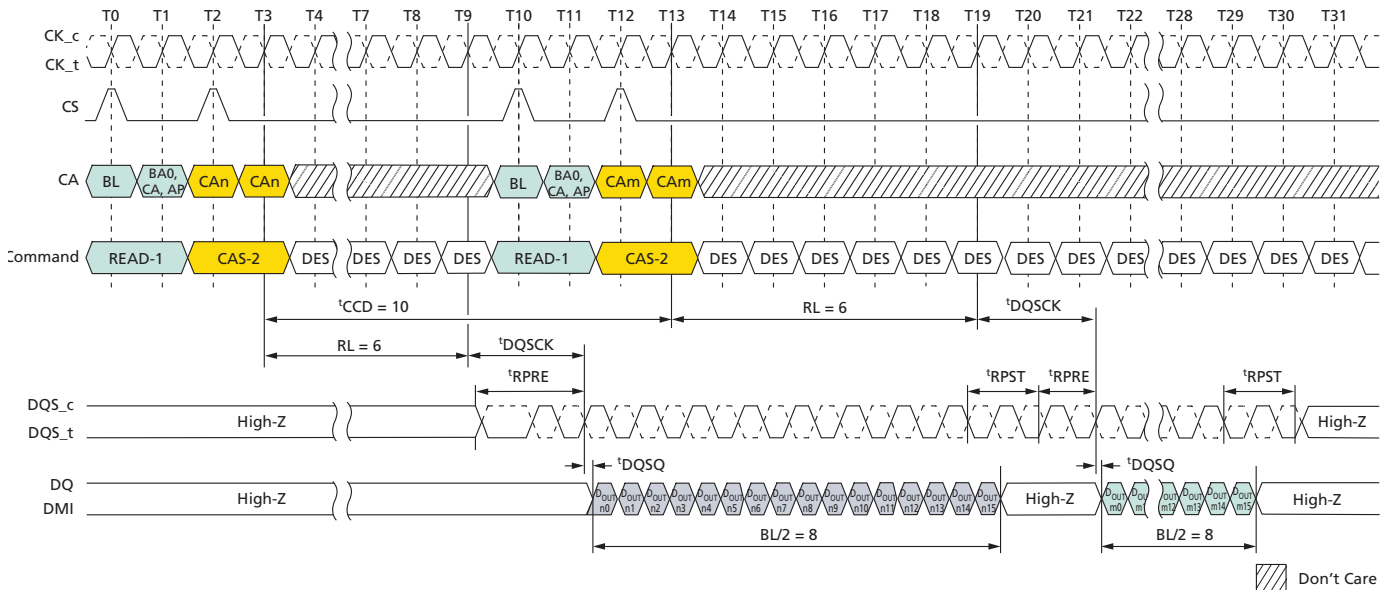 T0 T1 T2 T3 T4 T7 T8 T9 T10 T11 T12 T13 T14 T15 T16 T17 T18 T19 T20 T21 T22 T28 T29 T30 T31
CK_c
CK_t
CS
CA BL BA0, CA, AP CAn CAn BL BA0, CA, AP CAm CAm
Command READ-1 CAS-2 DES DES DES DES READ-1 CAS-2 DES DES DES DES DES DES DES DES DES DES DES DES DES
tCCD = 10 RL = 6 tDQSCK
RL = 6 tDQSCK
tRPRE tRPST tRPRE tRPST
DQS_c
DQS_t
High-Z High-Z
tDQSQ tDQSQ
DQ
DMI
High-Z DOUT n0 DOUT n1 DOUT n2 DOUT n3 DOUT n4 DOUT n5 DOUT n6 DOUT n7 DOUT n8 DOUT n9 DOUT n10 DOUT n11 DOUT n12 DOUT n13 DOUT n14 DOUT n15 High-Z DOUT m0 DOUT m12 DOUT m13 DOUT m14 DOUT m15 High-Z
BL/2 = 8 BL/2 = 8
Don't Care